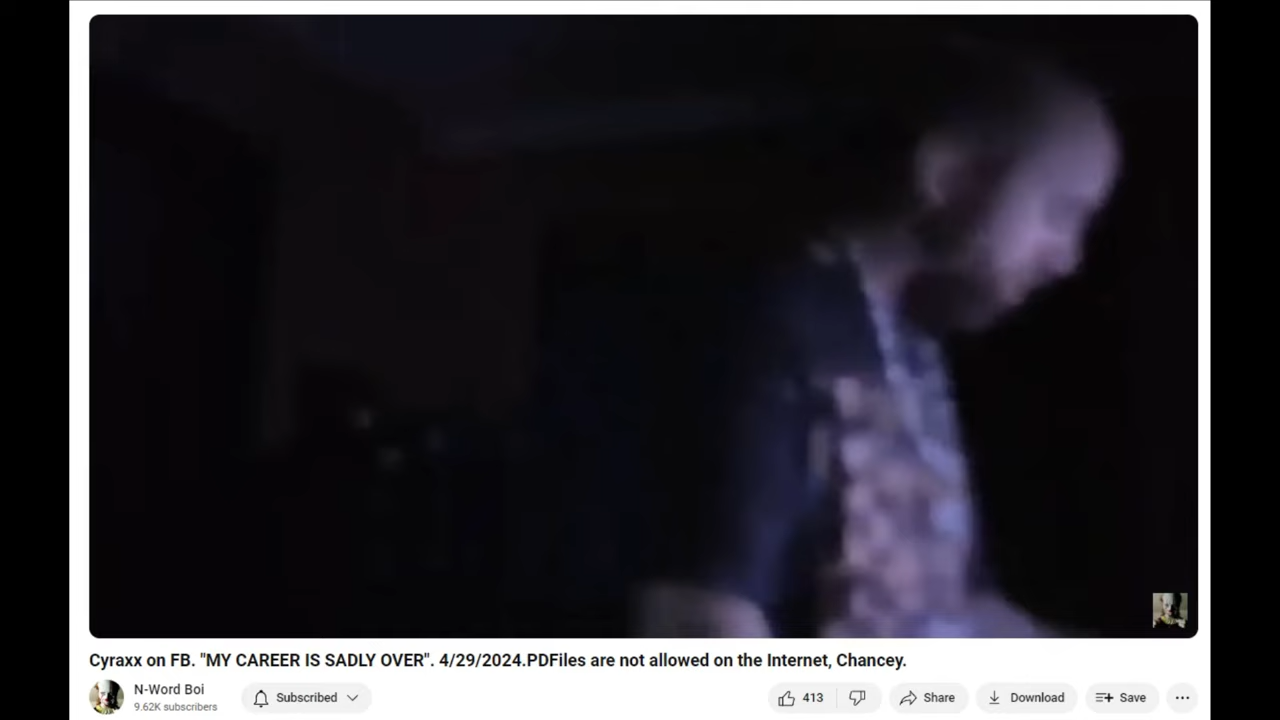 Cyraxx on FB. "MY CAREER IS SADLY OVER". 4/29/2024.PDFiles are not allowed on the Internet, Chancey.
N-Word Boi
9.62K subscribers
Subscribed
413
Share
Download
Save